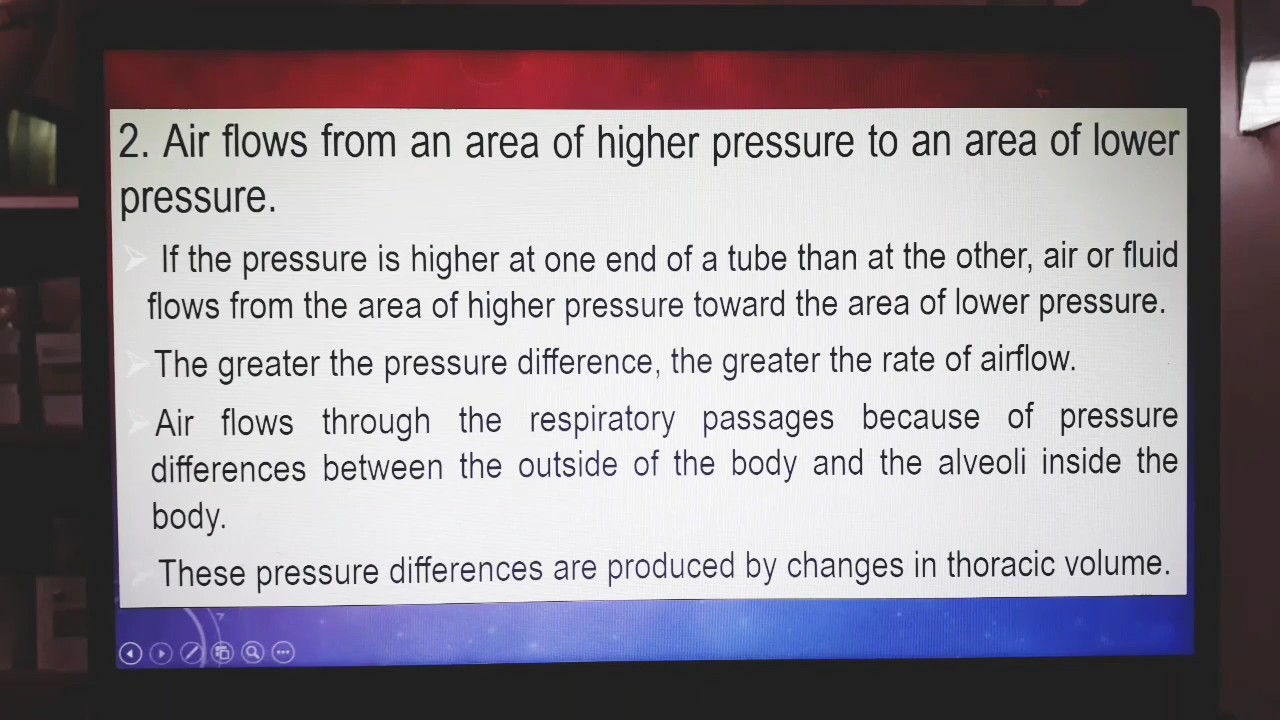 2. Air flows from an area of higher pressure to an area of lower
pressure.
If the pressure is higher at one end of a tube than at the other, air or fluid
flows from the area of higher pressure toward the area of lower pressure.
The greater the pressure difference, the greater the rate of airflow.
Air flows through the respiratory passages because of pressure
differences between the outside of the body and the alveoli inside the
body.
These pressure differences are produced by changes in thoracic volume.